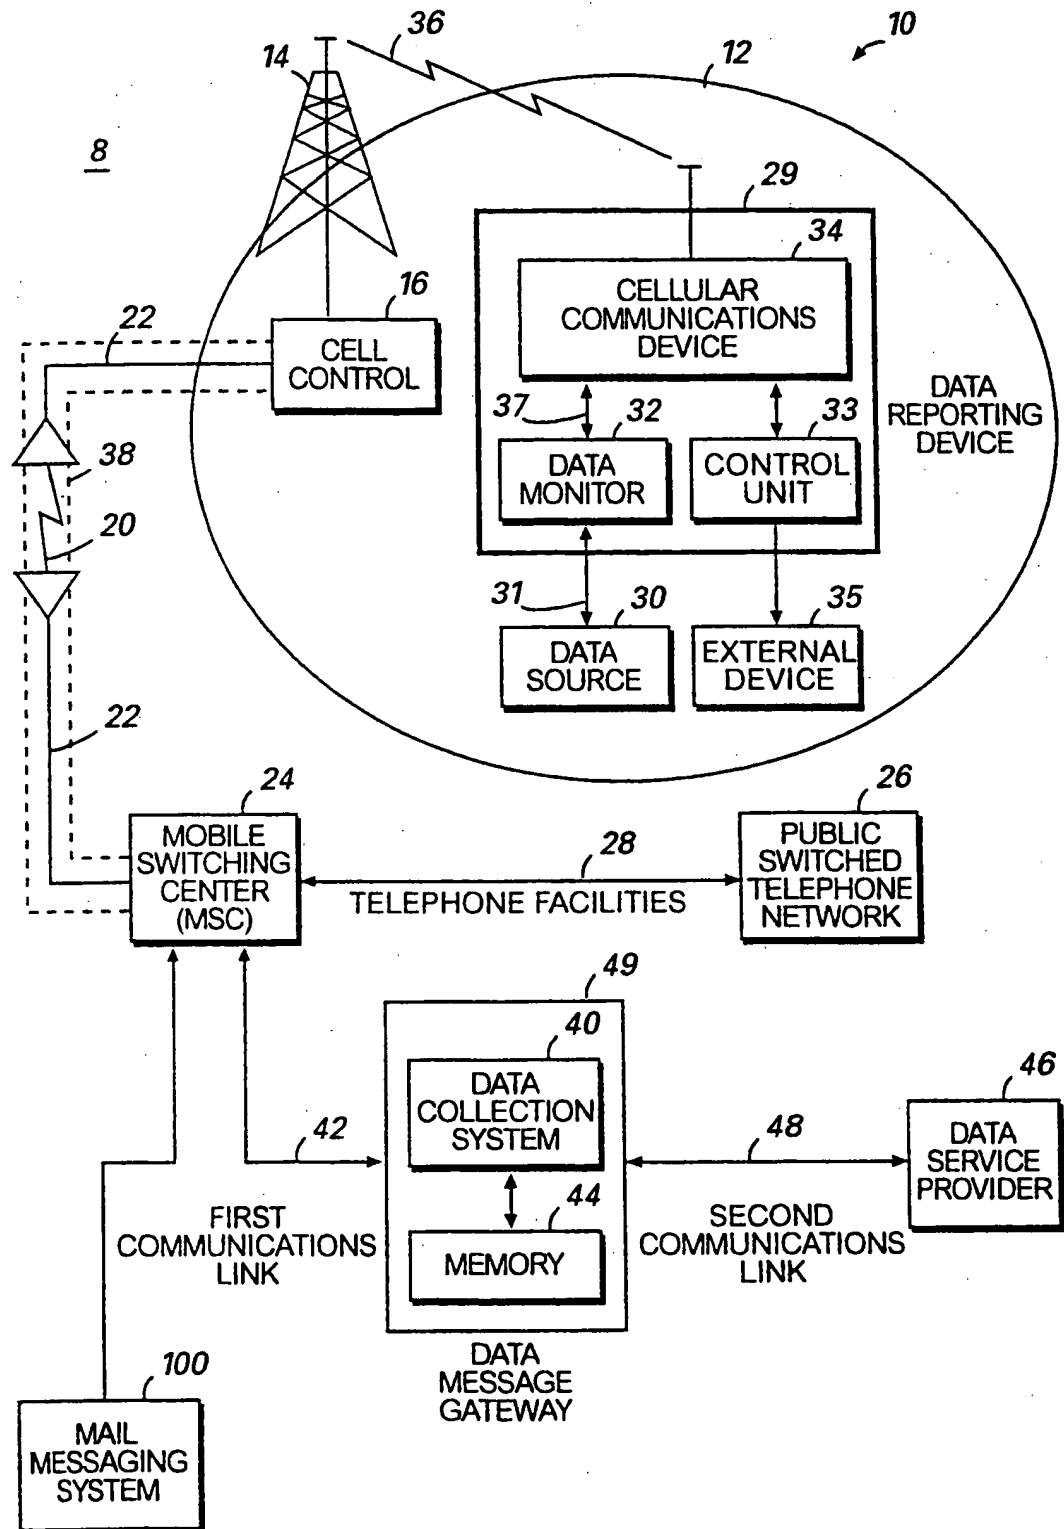 36
10
14
12
8
29
34
CELLULAR
COMMUNICATIONS
DEVICE
16
22
CELL
CONTROL
DATA
REPORTING
DEVICE
37
32
33
DATA
MONITOR
CONTROL
UNIT
38
20
31
30
35
DATA
SOURCE
EXTERNAL
DEVICE
22
24
26
MOBILE
SWITCHING
CENTER
(MSC)
28
TELEPHONE FACILITIES
PUBLIC
SWITCHED
TELEPHONE
NETWORK
49
40
DATA
COLLECTION
SYSTEM
46
42
48
DATA
SERVICE
PROVIDER
FIRST
COMMUNICATIONS
LINK
44
MEMORY
SECOND
COMMUNICATIONS
LINK
DATA
MESSAGE
GATEWAY
100
MAIL
MESSAGING
SYSTEM